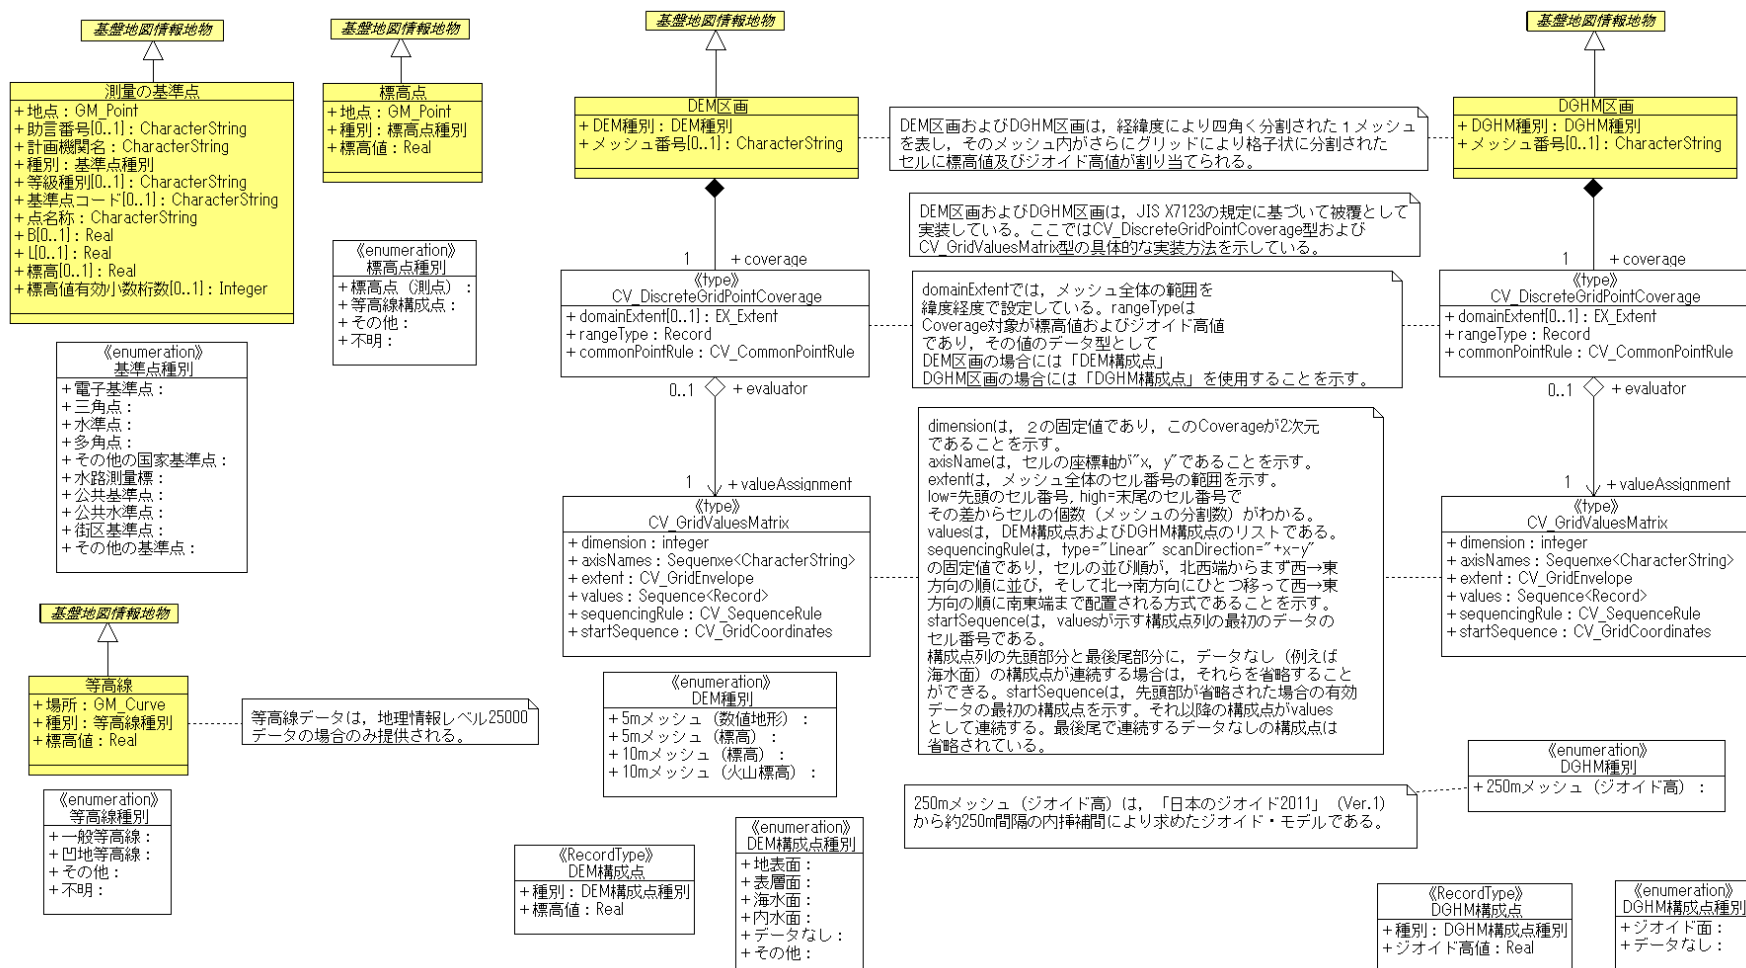 基盤地図情報地物
測量の基準点
+地点：GM_Point
+助言番号[0..1]：CharacterString
+計画機関名：CharacterString
+種別：基準点種別
+等級種別[0..1]：CharacterString
+基準点コード[0..1]：CharacterString
+点名称：CharacterString
+B[0..1]：Real
+L[0..1]：Real
+標高[0..1]：Real
+標高値有効小数桁数[0..1]：Integer
《enumeration》
基準点種別
+電子基準点：
+三角点：
+水準点：
+多角点：
+その他の国家基準点：
+水路測量標：
+公共基準点：
+公共水準点：
+街区基準点：
+その他の基準点：
基盤地図情報地物
等高線
+場所：GM_Curve
+種別：等高線種別
+標高値：Real
等高線データは，地理情報レベル25000
データの場合のみ提供される。
《enumeration》
等高線種別
+一般等高線：
+凹地等高線：
+その他：
+不明：
基盤地図情報地物
標高点
+地点：GM_Point
+種別：標高点種別
+標高値：Real
《enumeration》
標高点種別
+標高点（測点）：
+等高線構成点：
+その他：
+不明：
基盤地図情報地物
DEM区画
+DEM種別：DEM種別
+メッシュ番号[0..1]：CharacterString
1
+coverage
《type》
CV_DiscreteGridPointCoverage
+domainExtent[0..1]：EX_Extent
+rangeType：Record
+commonPointRule：CV_CommonPointRule
0..1
+evaluator
1
+valueAssignment
《type》
CV_GridValuesMatrix
+dimension：integer
+axisNames：Sequenxe<CharacterString>
+extent：CV_GridEnvelope
+values：Sequence<Record>
+sequencingRule：CV_SequenceRule
+startSequence：CV_GridCoordinates
《enumeration》
DEM種別
+5mメッシュ（数値地形）：
+5mメッシュ（標高）：
+10mメッシュ（標高）：
+10mメッシュ（火山標高）：
《RecordType》
DEM構成点
+種別：DEM構成点種別
+標高値：Real
《enumeration》
DEM構成点種別
+地表面：
+表層面：
+海水面：
+内水面：
+データなし：
+その他：
DEM区画およびDGHM区画は，経緯度により四角く分割された１メッシュ
を表し，そのメッシュ内がさらにグリッドにより格子状に分割された
セルに標高値及びジオイド高値が割り当てられる。
DEM区画およびDGHM区画は，JIS X7123の規定に基づいて被覆として
実装している。ここではCV_DiscreteGridPointCoverage型および
CV_GridValuesMatrix型の具体的な実装方法を示している。
domainExtentでは，メッシュ全体の範囲を
緯度経度で設定している。rangeTypeは
Coverage対象が標高値およびジオイド高値
であり，その値のデータ型として
DEM区画の場合には「DEM構成点」
DGHM区画の場合には「DGHM構成点」を使用することを示す。
dimensionは，２の固定値であり，このCoverageが2次元
であることを示す。
axisNameは，セルの座標軸が"x，y"であることを示す。
extentは，メッシュ全体のセル番号の範囲を示す。
low=先頭のセル番号,high=末尾のセル番号で
その差からセルの個数（メッシュの分割数）がわかる。
valuesは，DEM構成点およびDGHM構成点のリストである。
sequencingRuleは，type="Linear" scanDirection="+x-y"
の固定値であり，セルの並び順が，北西端からまず西→東
方向の順に並び，そして北→南方向にひとつ移って西→東
方向の順に南東端まで配置される方式であることを示す。
startSequenceは，valuesが示す構成点列の最初のデータの
セル番号である。
構成点列の先頭部分と最後尾部分に，データなし（例えば
海水面）の構成点が連続する場合は，それらを省略すること
ができる。startSequenceは，先頭部が省略された場合の有効
データの最初の構成点を示す。それ以降の構成点がvalues
として連続する。最後尾で連続するデータなしの構成点は
省略されている。
250mメッシュ（ジオイド高）は，「日本のジオイド2011」（Ver.1）
から約250m間隔の内挿補間により求めたジオイド・モデルである。
基盤地図情報地物
DGHM区画
+DGHM種別：DGHM種別
+メッシュ番号[0..1]：CharacterString
1
+coverage
《type》
CV_DiscreteGridPointCoverage
+domainExtent[0..1]：EX_Extent
+rangeType：Record
+commonPointRule：CV_CommonPointRule
0..1
+evaluator
1
+valueAssignment
《type》
CV_GridValuesMatrix
+dimension：integer
+axisNames：Sequenxe<CharacterString>
+extent：CV_GridEnvelope
+values：Sequence<Record>
+sequencingRule：CV_SequenceRule
+startSequence：CV_GridCoordinates
《enumeration》
DGHM種別
+250mメッシュ（ジオイド高）：
《RecordType》
DGHM構成点
+種別：DGHM構成点種別
+ジオイド高値：Real
《enumeration》
DGHM構成点種別
+ジオイド面：
+データなし：